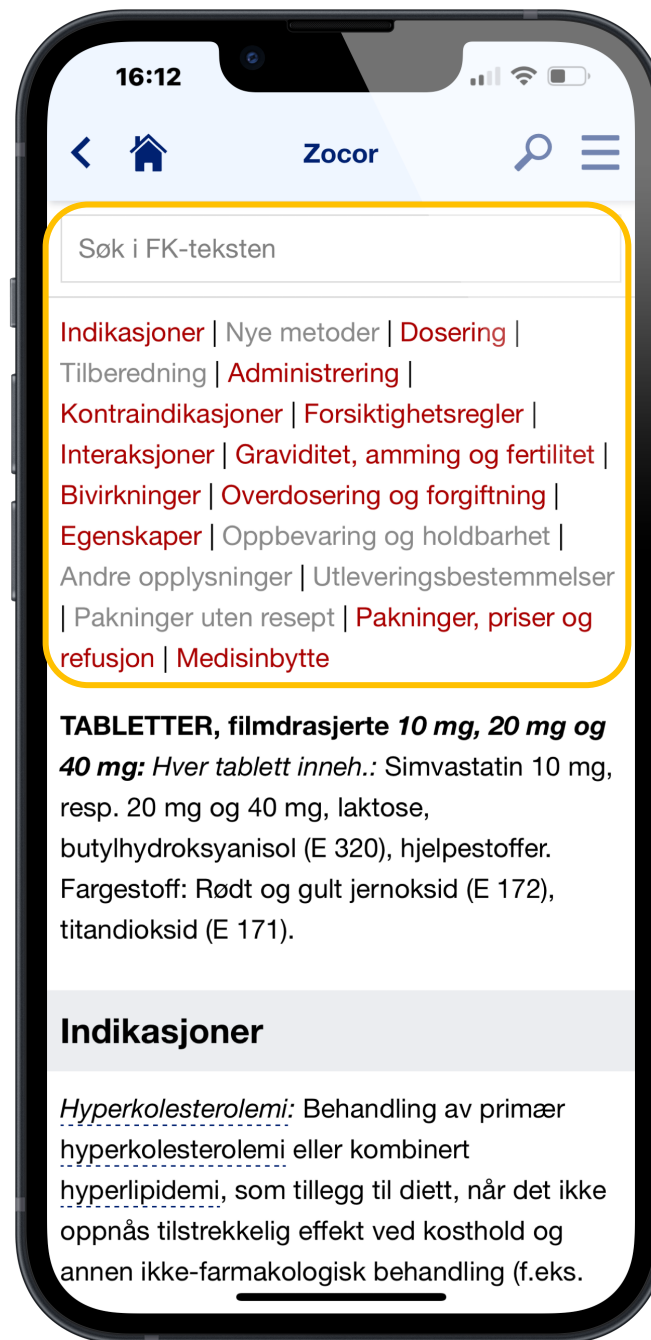 16:12
Zocor
Søk i FK-teksten
Indikasjoner | Nye metoder | Dosering |
Tilberedning | Administrering |
Kontraindikasjoner | Forsiktighetsregler |
Interaksjoner | Graviditet, amming og fertilitet |
Bivirkninger | Overdosering og forgiftning |
Egenskaper | Oppbevaring og holdbarhet |
Andre opplysninger | Utleveringsbestemmelser
| Pakninger uten resept | Pakninger, priser og
refusjon | Medisinbytte
TABLETTER, filmdrasjerte 10 mg, 20 mg og
40 mg: Hver tablett inneh.: Simvastatin 10 mg,
resp. 20 mg og 40 mg, laktose,
butylhydroksyanisol (E 320), hjelpestoffer.
Fargestoff: Rødt og gult jernoksid (E 172),
titandioksid (E 171).
Indikasjoner
Hyperkolesterolemi: Behandling av primær
hyperkolesterolemi eller kombinert
hyperlipidemi, som tillegg til diett, når det ikke
oppnås tilstrekkelig effekt ved kosthold og
annen ikke-farmakologisk behandling (f.eks.